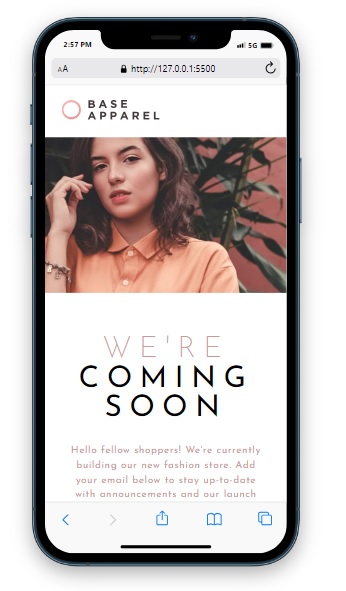 2:57 PM
5G
AA
http://127.0.0.1:5500
BASE
APPAREL
WE'RE
COMING
SOON
Hello fellow shoppers! We're currently
building our new fashion store. Add
your email below to stay up-to-date
with announcements and our launch